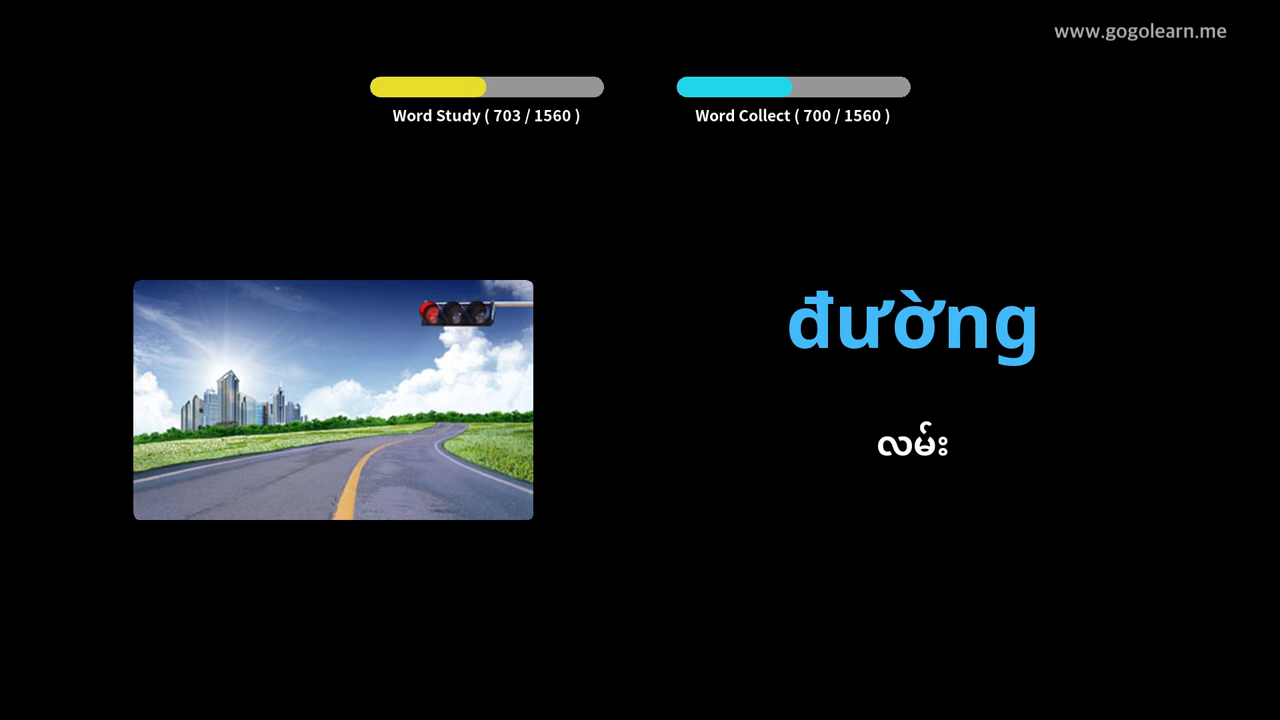 www.gogolearn.me
Word Study ( 703 / 1560 )
Word Collect ( 700 / 1560 )
đường
လမ်း